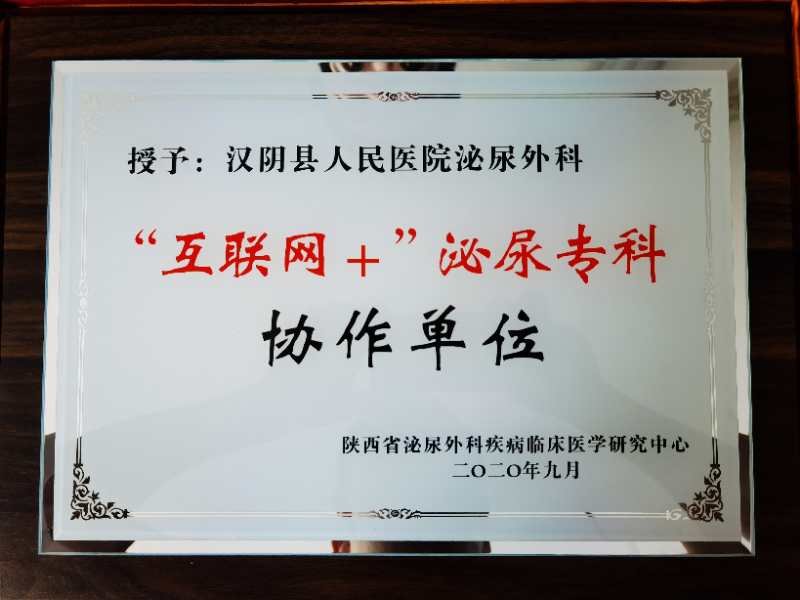 授予：汉阴县人民医院泌尿外科
“互联网＋”泌尿专科
协作单位
陕西省泌尿外科疾病临床医学研究中心
二〇二〇年九月